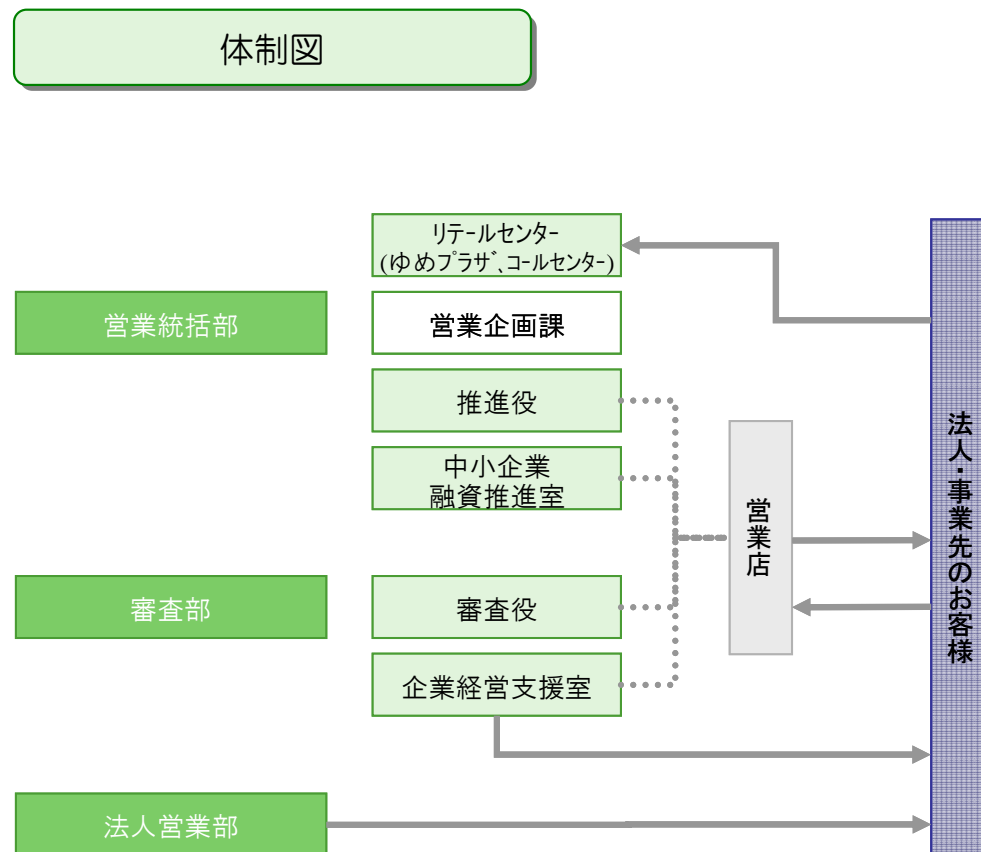 体制図
リテールセンター
(ゆめプラザ、コールセンター)
営業統括部
営業企画課
推進役
中小企業
融資推進室
営業店
法人・事業先のお客様
審査部
審査役
企業経営支援室
法人営業部